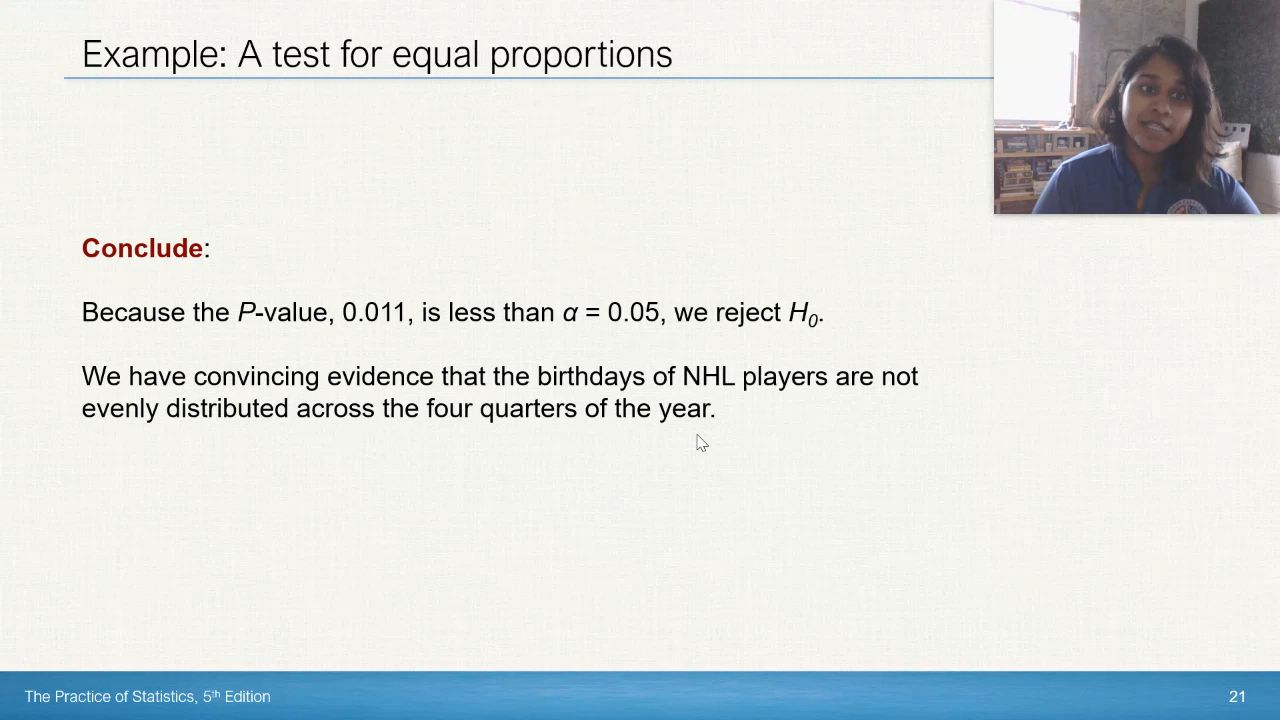 Example: A test for equal proportions
Conclude:
Because the P-value, 0.011, is less than α = 0.05, we reject H₀.
We have convincing evidence that the birthdays of NHL players are not
evenly distributed across the four quarters of the year.
The Practice of Statistics, 5th Edition
21